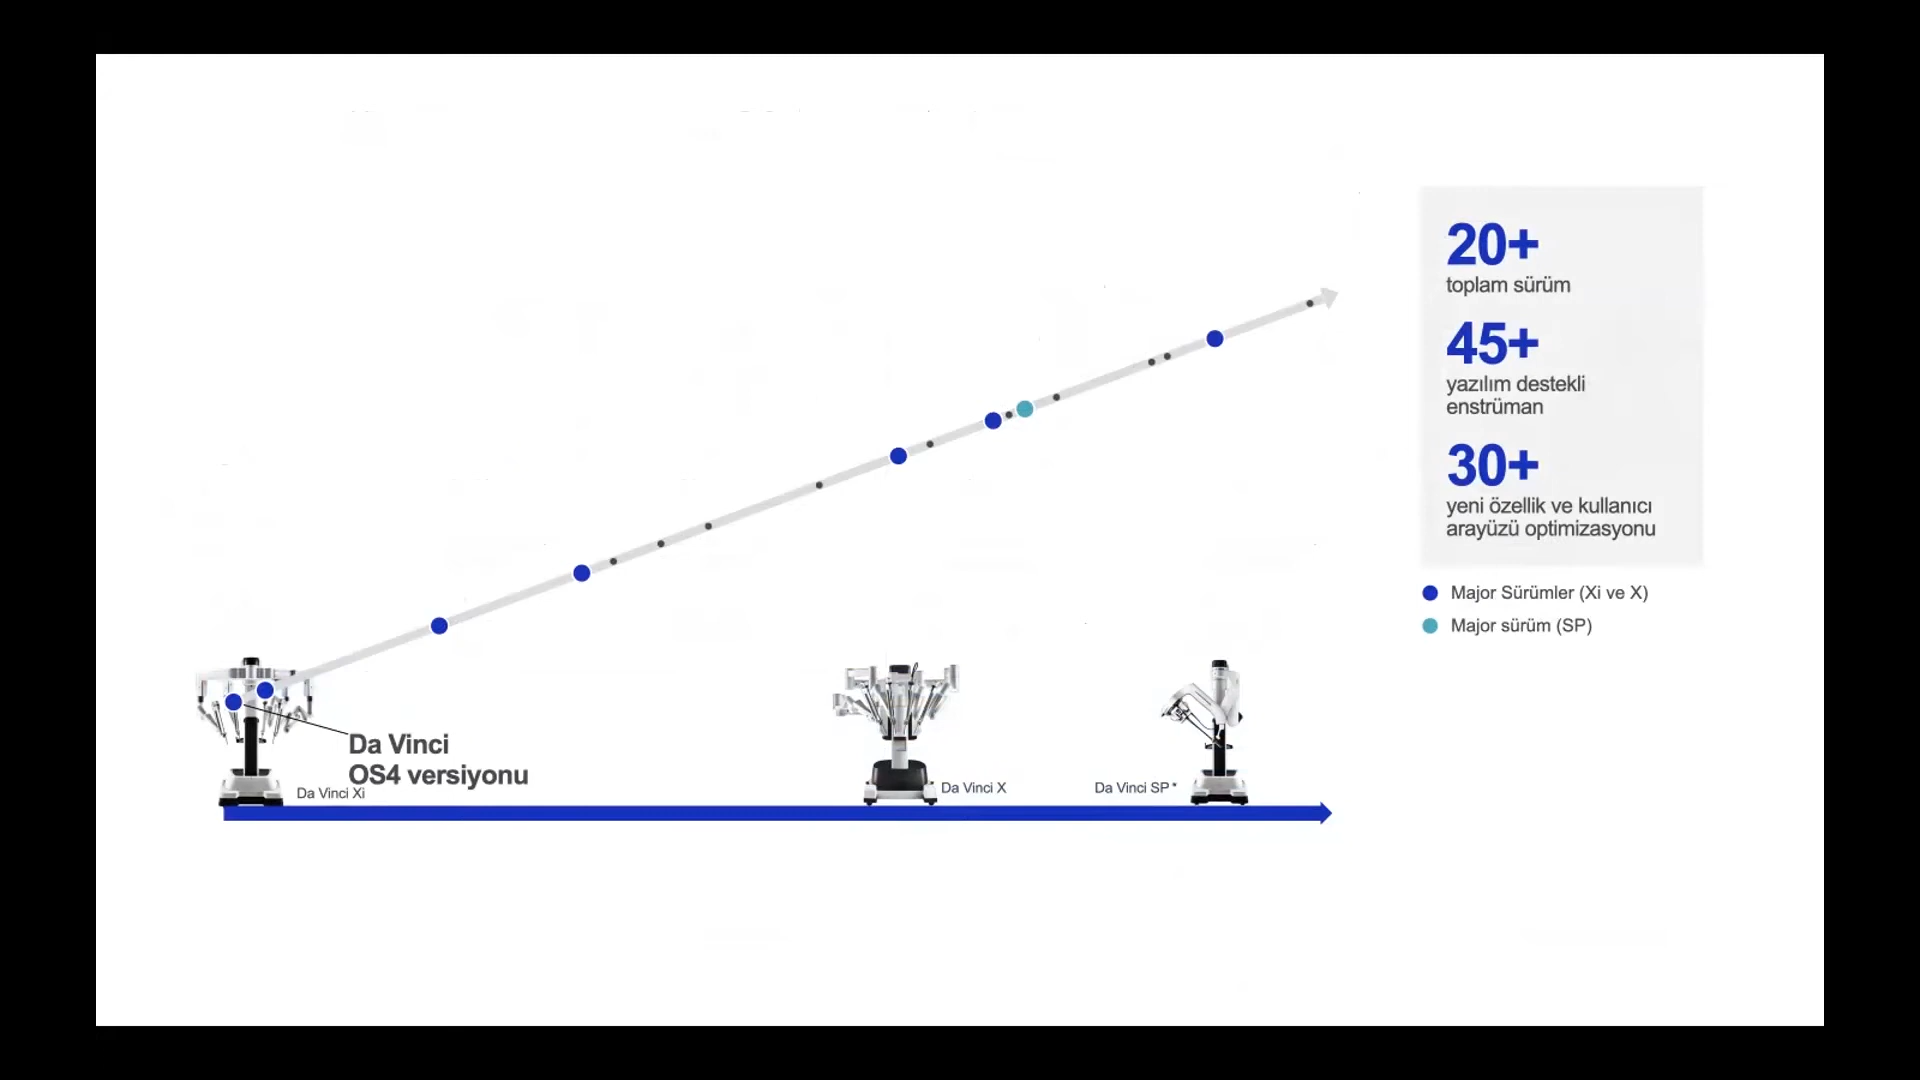 20+
toplam sürüm
45+
yazılım destekli
enstrüman
30+
yeni özellik ve kullanıcı
arayüzü optimizasyonu
Major Sürümler (Xi ve X)
Major sürüm (SP)
Da Vinci
OS4 versiyonu
Da Vinci Xi
Da Vinci X
Da Vinci SP *